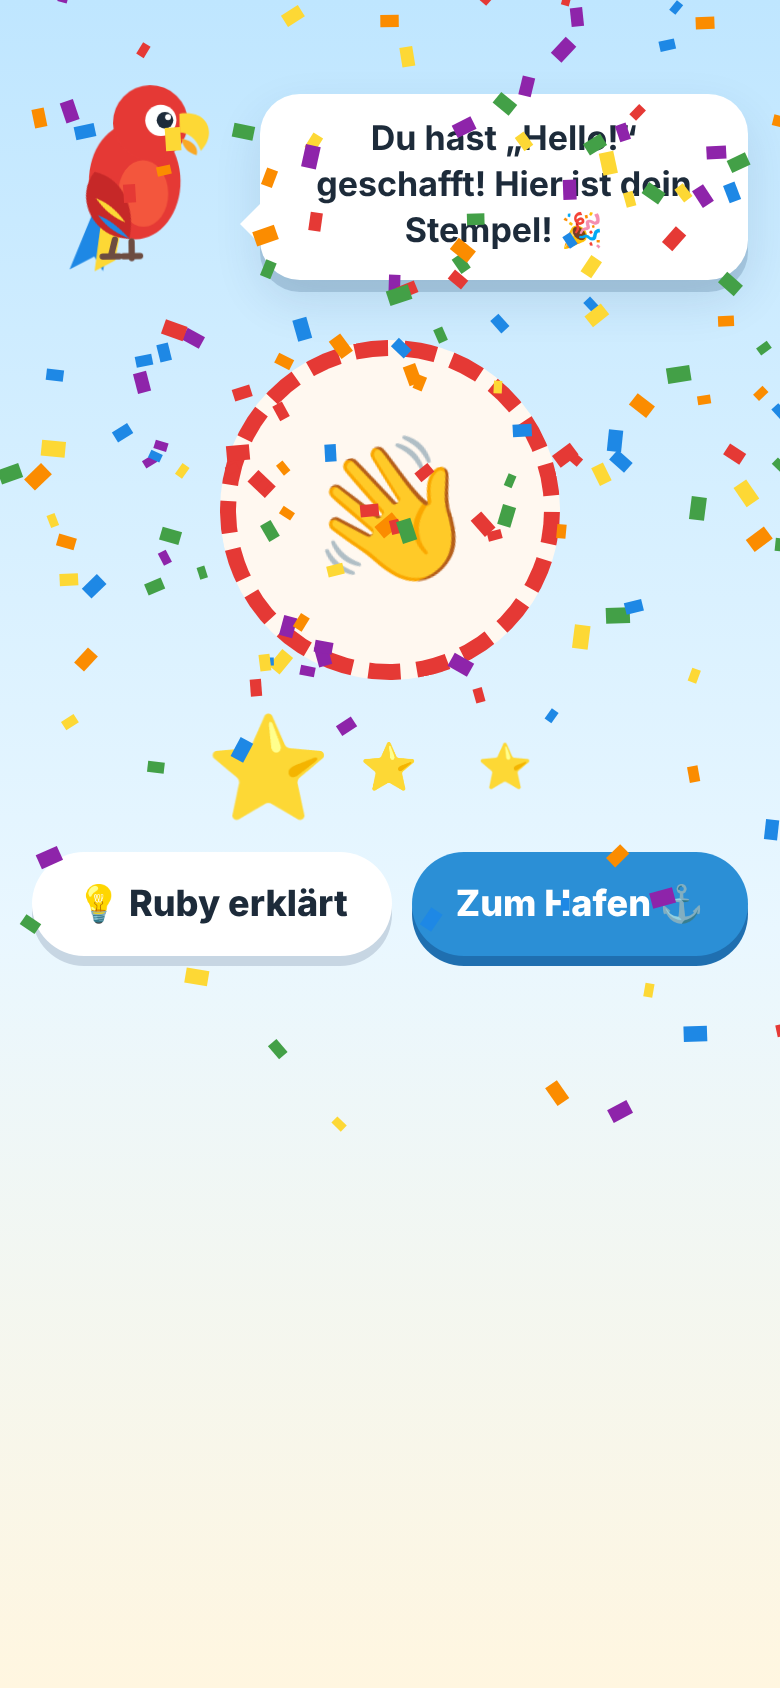 Du hast „Hello!“
geschafft! Hier ist dein
Stempel! 🎉
💡 Ruby erklärt
Zum Hafen ⚓